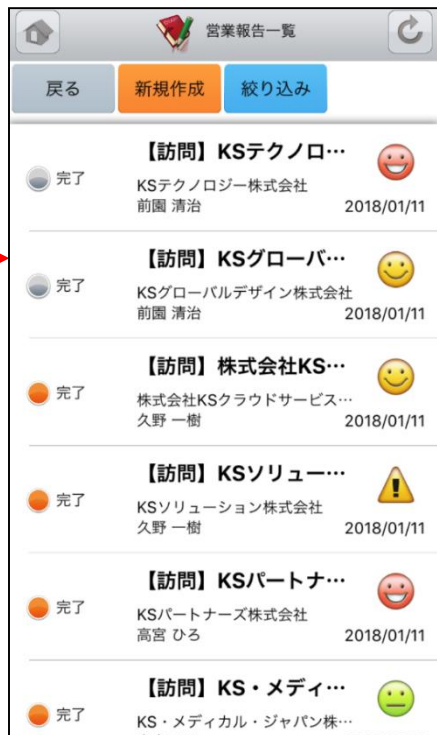 営業報告一覧
戻る 新規作成 絞り込み
【訪問】KSテクノロ…
完了
KSテクノロジー株式会社
前園 清治 2018/01/11
【訪問】KSグローバ…
完了
KSグローバルデザイン株式会社
前園 清治 2018/01/11
【訪問】株式会社KS…
完了
株式会社KSクラウドサービス…
久野 一樹 2018/01/11
【訪問】KSソリュー…
完了
KSソリューション株式会社
久野 一樹 2018/01/11
【訪問】KSパートナ…
完了
KSパートナーズ株式会社
高宮 ひろ 2018/01/11
【訪問】KS・メディ…
完了
KS・メディカル・ジャパン株…